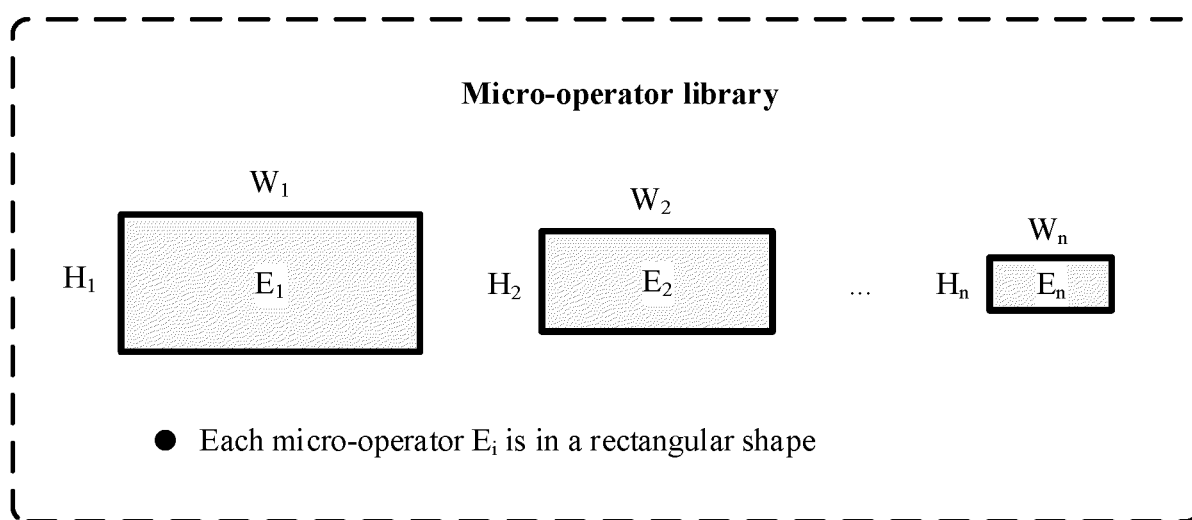 Micro-operator library
W₁
W₂
Wₙ
H₁
E₁
H₂
E₂
...
Hₙ
Eₙ
● Each micro-operator Eᵢ is in a rectangular shape